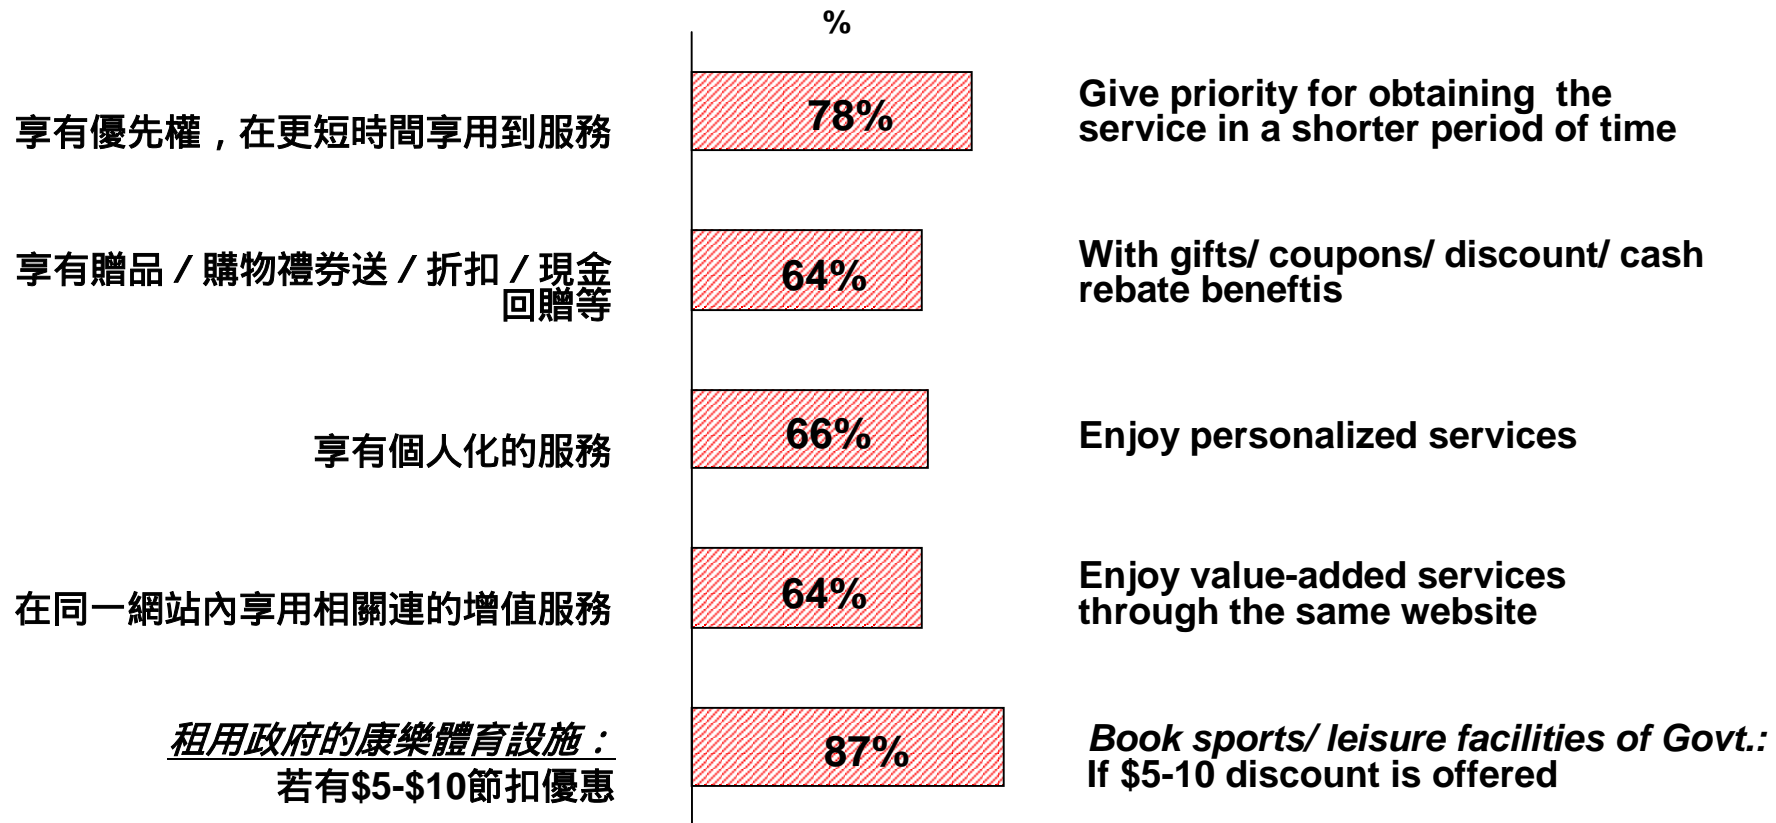 %
享有優先權，在更短時間享用到服務
78%
Give priority for obtaining the
service in a shorter period of time
享有贈品 / 購物禮券送 / 折扣 / 現金
回贈等
64%
With gifts/ coupons/ discount/ cash
rebate beneftis
享有個人化的服務
66%
Enjoy personalized services
在同一網站內享用相關連的增值服務
64%
Enjoy value-added services
through the same website
租用政府的康樂體育設施：
若有$5-$10節扣優惠
87%
Book sports/ leisure facilities of Govt.:
If $5-10 discount is offered